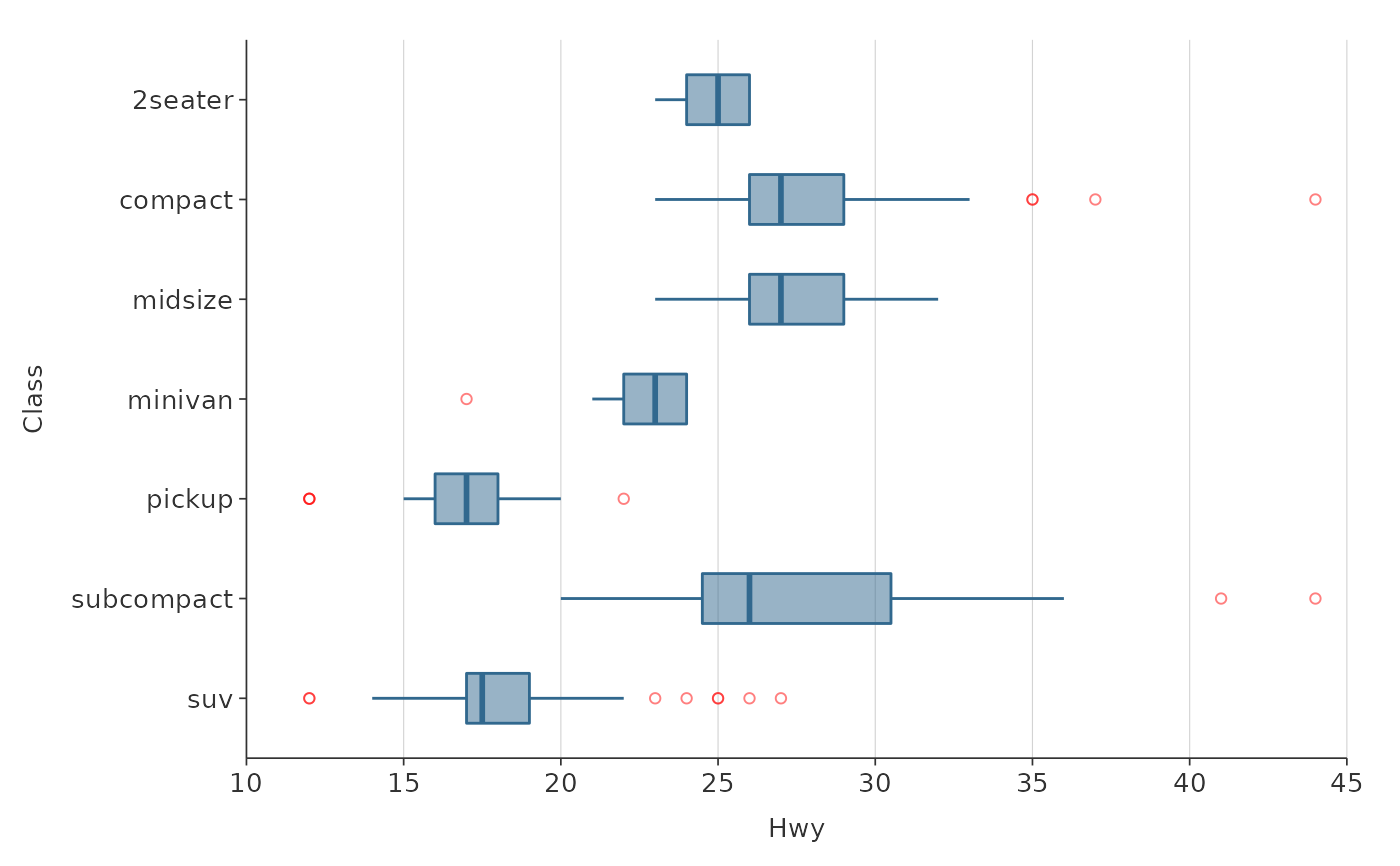 2seater
compact
midsize
minivan
pickup
subcompact
suv
Class
10 15 20 25 30 35 40 45
Hwy